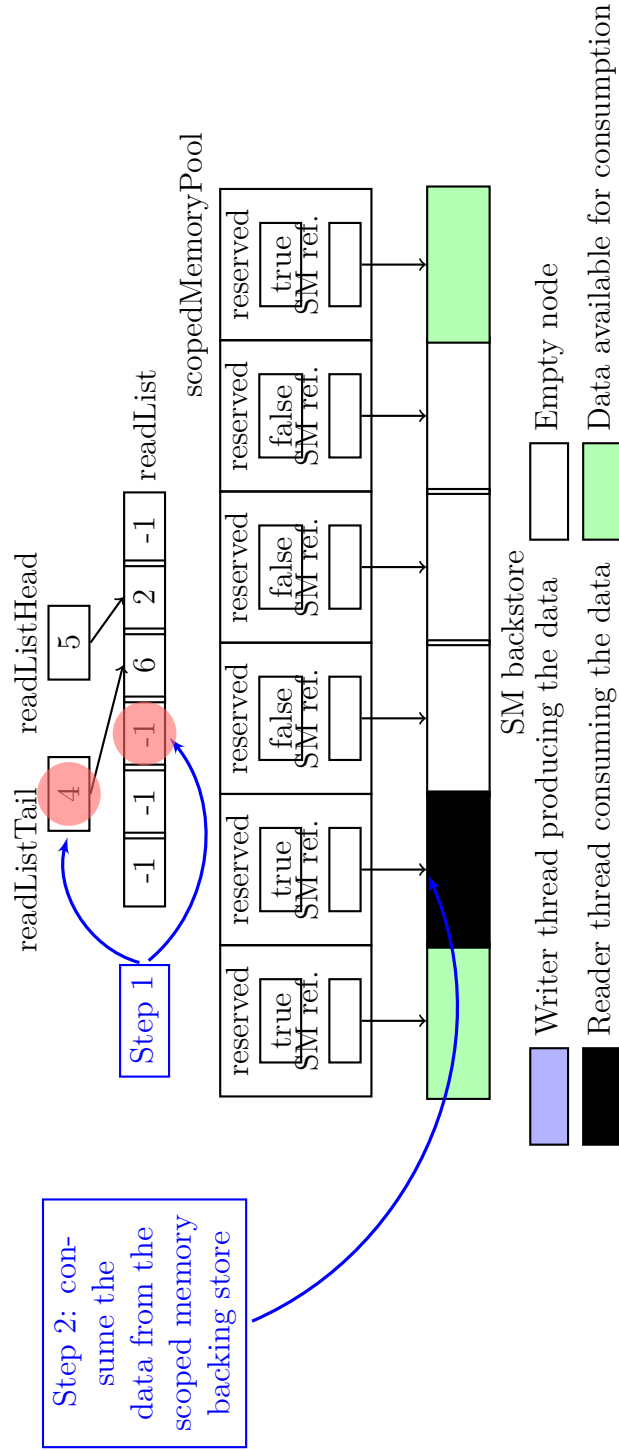 readListTail readListHead
4 5
-1 -1 -1 6 2 -1 readList
Step 1
scopedMemoryPool
reserved reserved reserved reserved reserved reserved
true true false false false true
SM ref. SM ref. SM ref. SM ref. SM ref. SM ref.
Step 2: con-
sume the
data from the
scoped memory
backing store
SM backstore
Writer thread producing the data Empty node
Reader thread consuming the data Data available for consumption